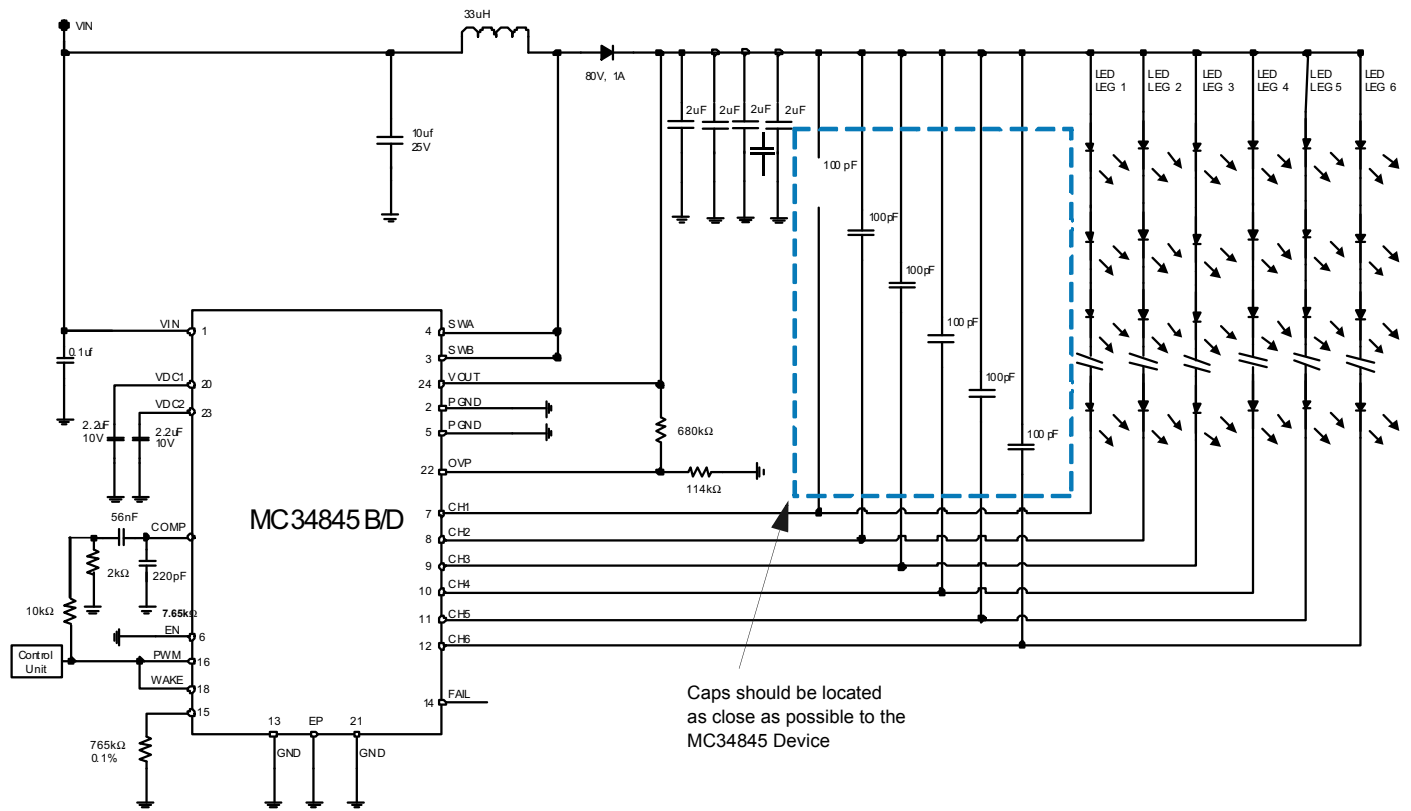 33uH
VIN
80V, 1A
LED LEG 1
LED LEG 2
LED LEG 3
LED LEG 4
LED LEG 5
LED LEG 6
10uf
25V
2uF
2uF
2uF
2uF
100 pF
100pF
100pF
100 pF
100pF
100 pF
VIN
1
0.1uf
VDC1
20
VDC2
23
2.2uF
10V
2.2uF
10V
4
SWA
3
SWB
24
VOUT
2
PGND
5
PGND
680kΩ
22
OVP
114kΩ
MC34845 B/D
7
CH1
8
CH2
9
CH3
10
CH4
11
CH5
12
CH6
56nF
COMP
2kΩ
220pF
10kΩ
7.65kΩ
EN
6
Control
Unit
PWM
16
WAKE
18
15
14
FAIL
765kΩ
0.1%
13
EP
21
GND
GND
Caps should be located
as close as possible to the
MC34845 Device